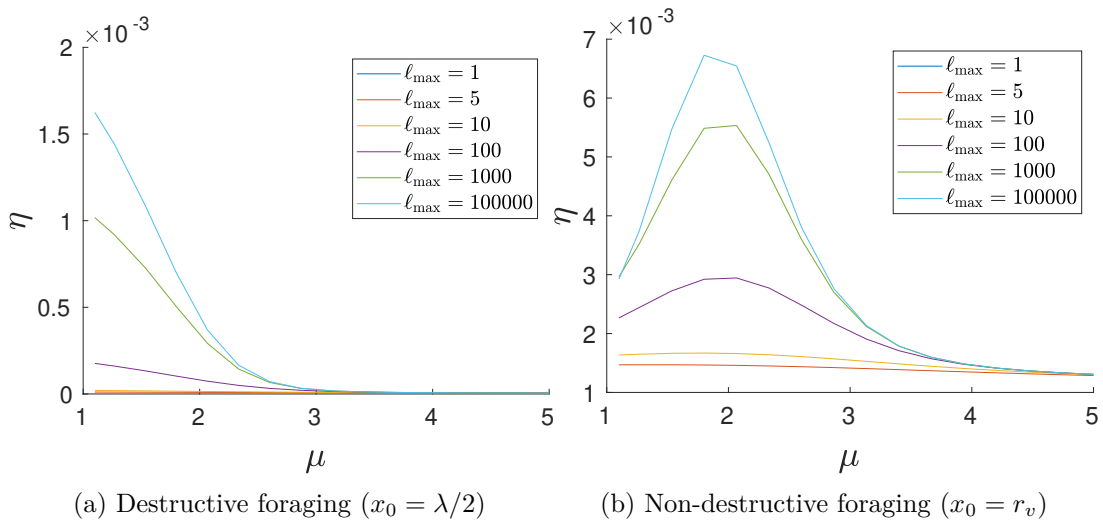 ×10⁻³
2
1.5
1
0.5
0
η
1 2 3 4 5
μ
ℓmax = 1
ℓmax = 5
ℓmax = 10
ℓmax = 100
ℓmax = 1000
ℓmax = 100000
(a) Destructive foraging (x₀ = λ/2)
×10⁻³
7
6
5
4
3
2
1
η
1 2 3 4 5
μ
ℓmax = 1
ℓmax = 5
ℓmax = 10
ℓmax = 100
ℓmax = 1000
ℓmax = 100000
(b) Non-destructive foraging (x₀ = rᵥ)